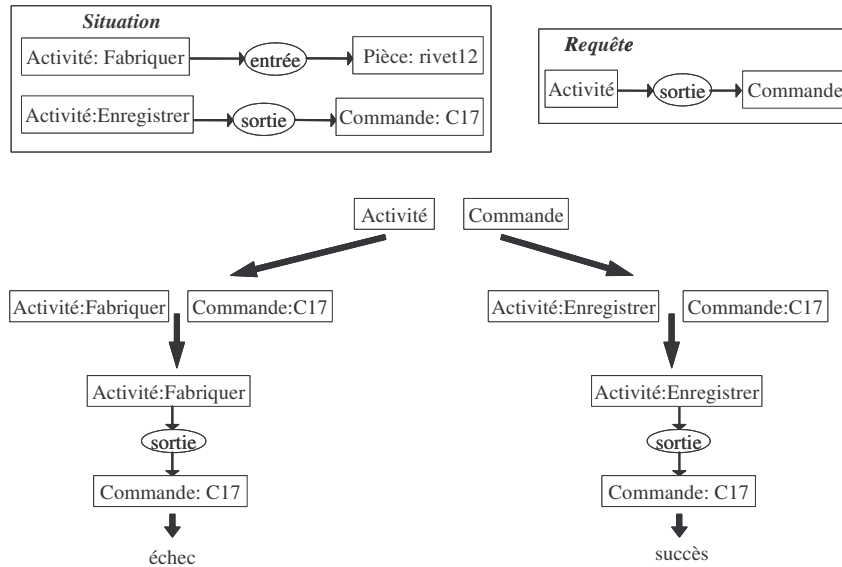 Situation
Activité: Fabriquer entrée Pièce: rivet12
Activité:Enregistrer sortie Commande: C17
Requête
Activité sortie Commande
Activité Commande
Activité:Fabriquer Commande:C17
Activité:Enregistrer Commande:C17
Activité:Fabriquer
sortie
Commande: C17
échec
Activité:Enregistrer
sortie
Commande: C17
succès